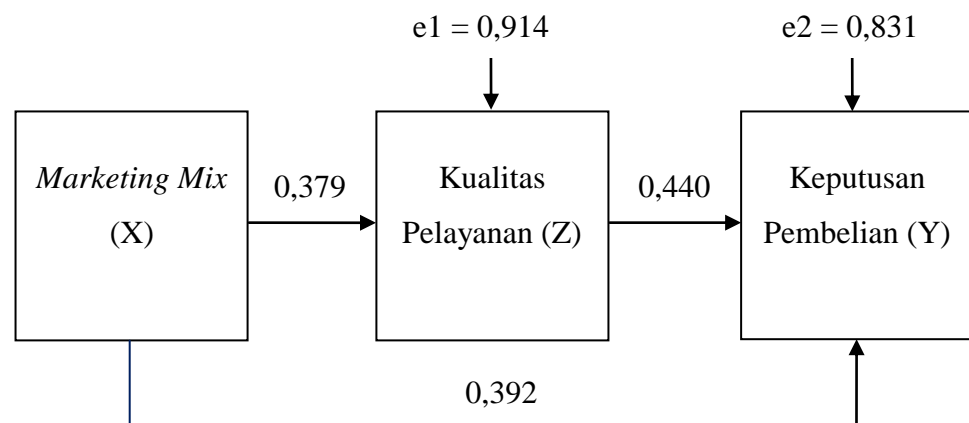 e1 = 0,914
e2 = 0,831
Marketing Mix
(X)
0,379
Kualitas
Pelayanan (Z)
0,440
Keputusan
Pembelian (Y)
0,392